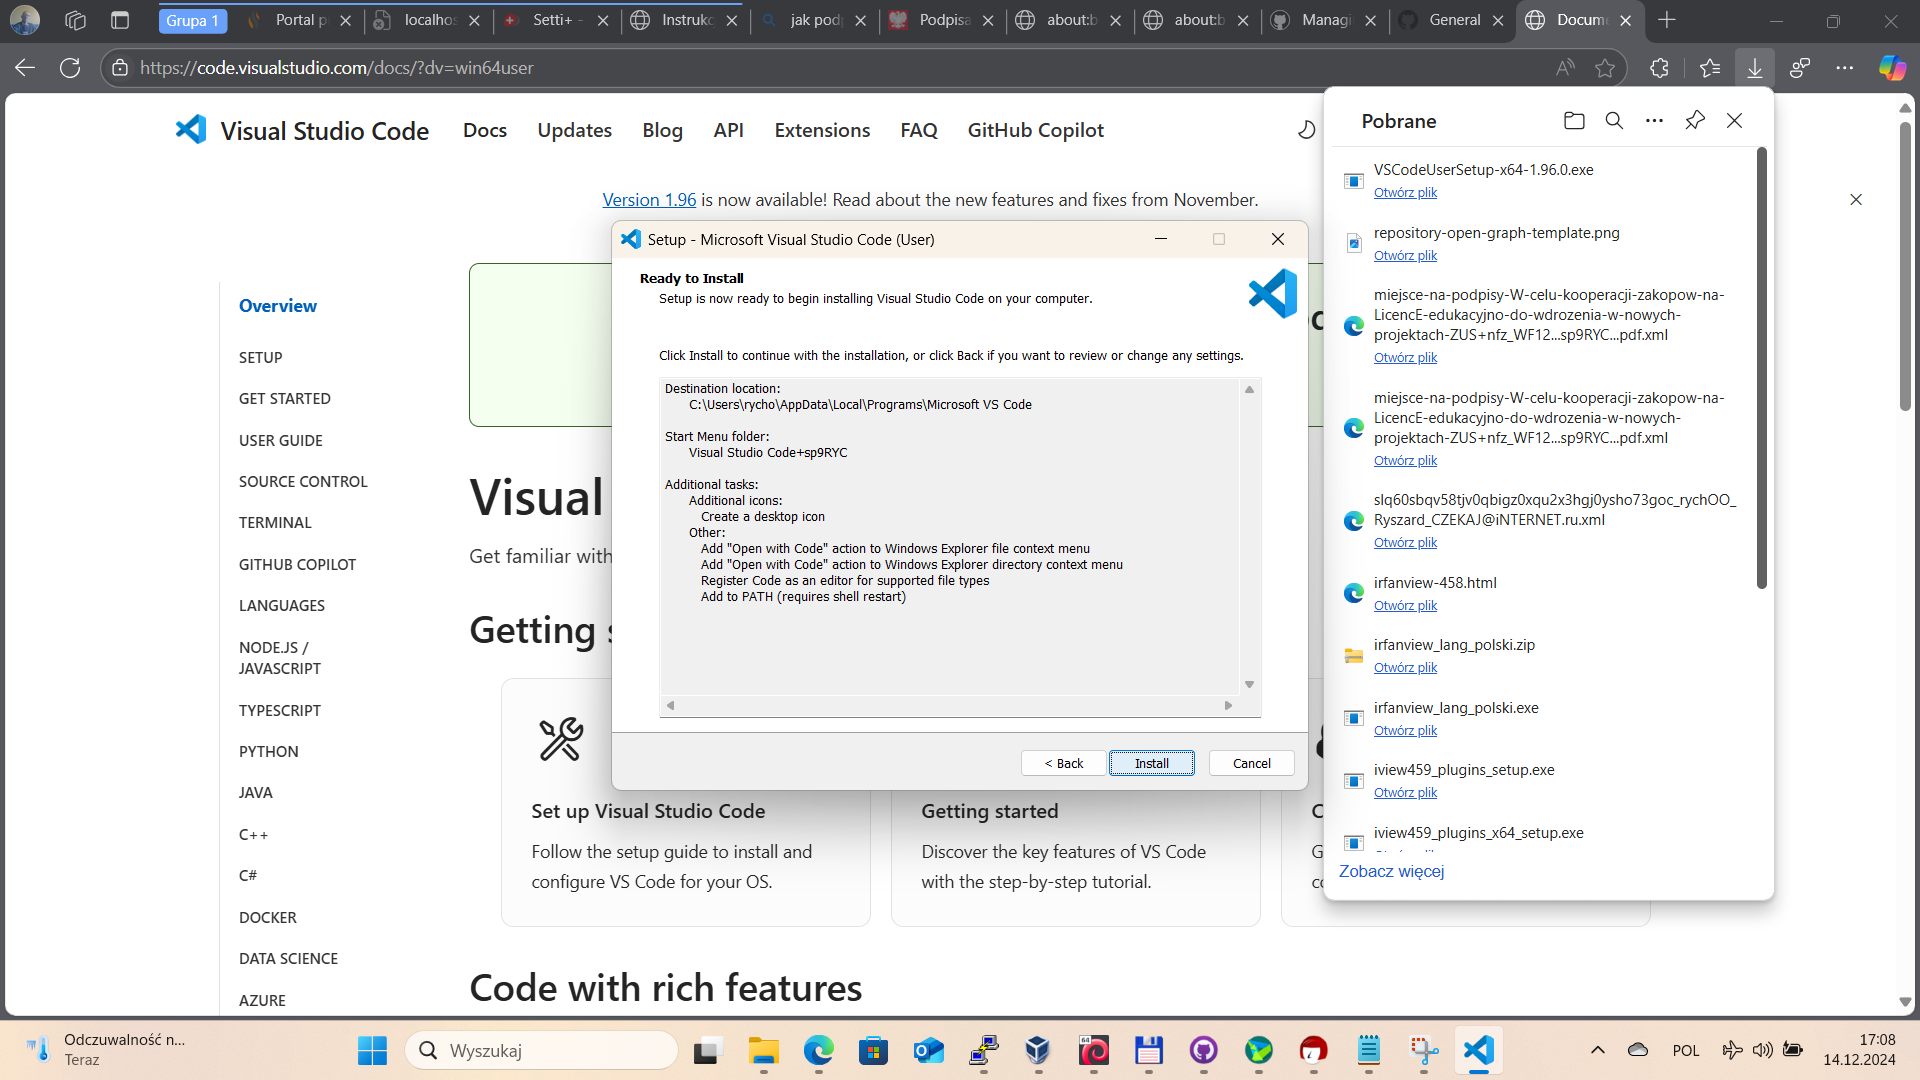 Grupa 1
Portal p
localhos
Setti+ -
Instrukc
jak podp
Podpisa
about:b
about:b
Managi
General
Docume
https://code.visualstudio.com/docs/?dv=win64user
Visual Studio Code
Docs
Updates
Blog
API
Extensions
FAQ
GitHub Copilot
Version 1.96 is now available! Read about the new features and fixes from November.
Overview
SETUP
GET STARTED
USER GUIDE
SOURCE CONTROL
TERMINAL
GITHUB COPILOT
LANGUAGES
NODE.JS /
JAVASCRIPT
TYPESCRIPT
PYTHON
JAVA
C++
C#
DOCKER
DATA SCIENCE
AZURE
Visual
Get familiar with
Getting s
Set up Visual Studio Code
Follow the setup guide to install and
configure VS Code for your OS.
Getting started
Discover the key features of VS Code
with the step-by-step tutorial.
Code with rich features
Setup - Microsoft Visual Studio Code (User)
Ready to Install
Setup is now ready to begin installing Visual Studio Code on your computer.
Click Install to continue with the installation, or click Back if you want to review or change any settings.
Destination location:
C:\Users\rycho\AppData\Local\Programs\Microsoft VS Code
Start Menu folder:
Visual Studio Code+sp9RYC
Additional tasks:
Additional icons:
Create a desktop icon
Other:
Add "Open with Code" action to Windows Explorer file context menu
Add "Open with Code" action to Windows Explorer directory context menu
Register Code as an editor for supported file types
Add to PATH (requires shell restart)
< Back
Install
Cancel
Pobrane
VSCodeUserSetup-x64-1.96.0.exe
Otwórz plik
repository-open-graph-template.png
Otwórz plik
miejsce-na-podpisy-W-celu-kooperacji-zakopow-na-
LicencE-edukacyjno-do-wdrozenia-w-nowych-
projektach-ZUS+nfz_WF12...sp9RYC...pdf.xml
Otwórz plik
miejsce-na-podpisy-W-celu-kooperacji-zakopow-na-
LicencE-edukacyjno-do-wdrozenia-w-nowych-
projektach-ZUS+nfz_WF12...sp9RYC...pdf.xml
Otwórz plik
slq60sbqv58tjv0qbigz0xqu2x3hgj0ysho73goc_rychOO_
Ryszard_CZEKAJ@iNTERNET.ru.xml
Otwórz plik
irfanview-458.html
Otwórz plik
irfanview_lang_polski.zip
Otwórz plik
irfanview_lang_polski.exe
Otwórz plik
iview459_plugins_setup.exe
Otwórz plik
iview459_plugins_x64_setup.exe
Zobacz więcej
Odczuwalność n...
Teraz
Wyszukaj
64
POL
17:08
14.12.2024